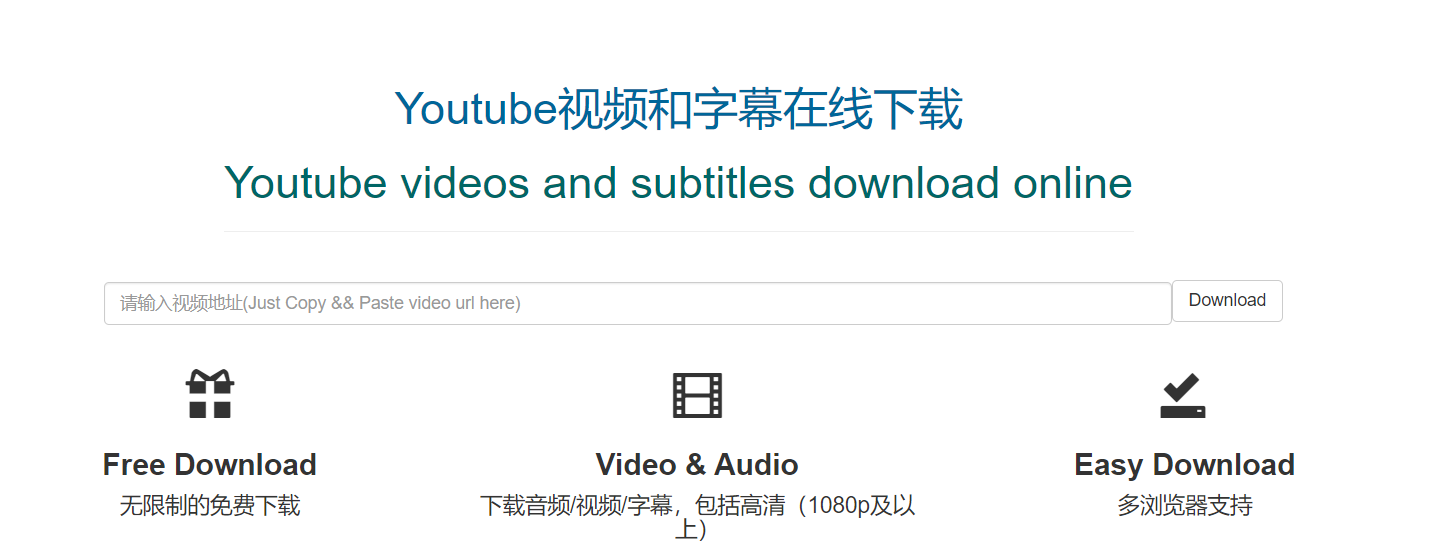 Youtube视频和字幕在线下载
Youtube videos and subtitles download online
请输入视频地址(Just Copy && Paste video url here)
Download
Free Download
无限制的免费下载
Video & Audio
下载音频/视频/字幕，包括高清（1080p及以
上）
Easy Download
多浏览器支持